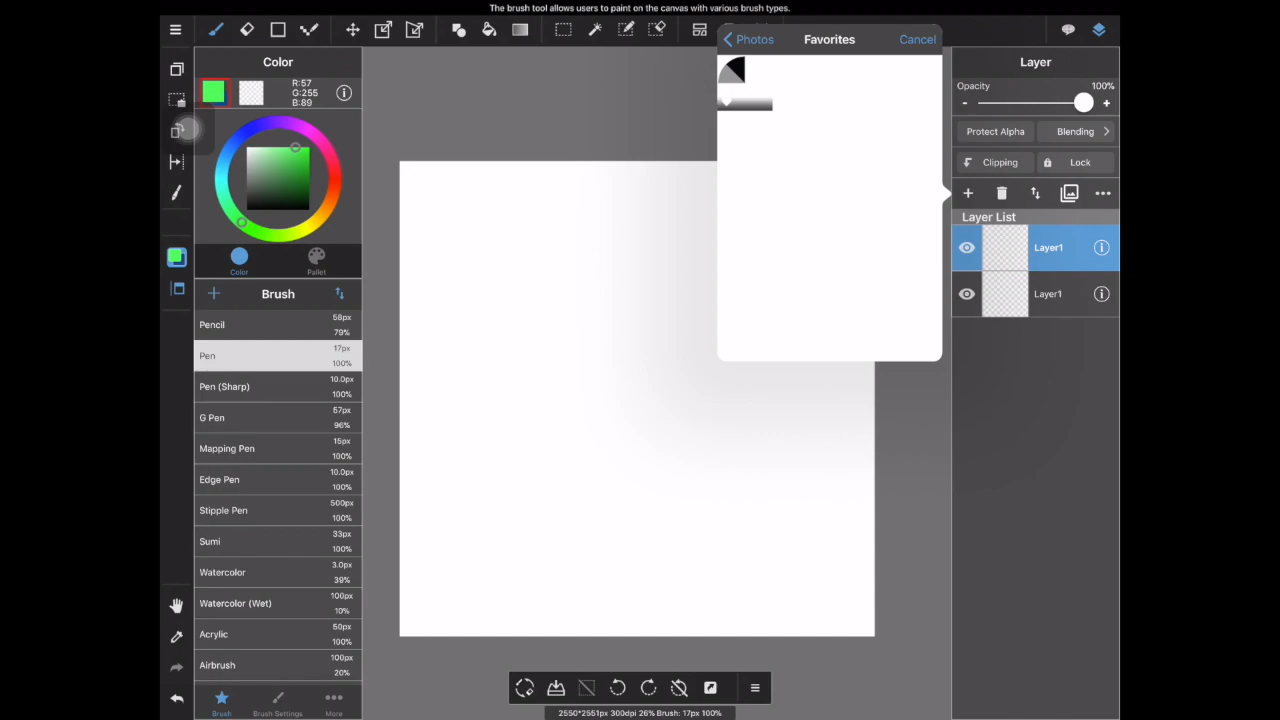 The brush tool allows users to paint on the canvas with various brush types.
Photos
Favorites
Cancel
Color
R:57
G:255
B:89
Color
Pallet
Brush
Pencil
58px
79%
Pen
17px
100%
Pen (Sharp)
10.0px
100%
G Pen
57px
96%
Mapping Pen
15px
100%
Edge Pen
10.0px
100%
Stipple Pen
500px
100%
Sumi
33px
100%
Watercolor
3.0px
39%
Watercolor (Wet)
100px
10%
Acrylic
50px
100%
Airbrush
100px
20%
Brush
Brush Settings
More
Layer
Opacity
100%
Protect Alpha
Blending
Clipping
Lock
Layer List
Layer1
Layer1
2550*2551px 300dpi 26% Brush: 17px 100%